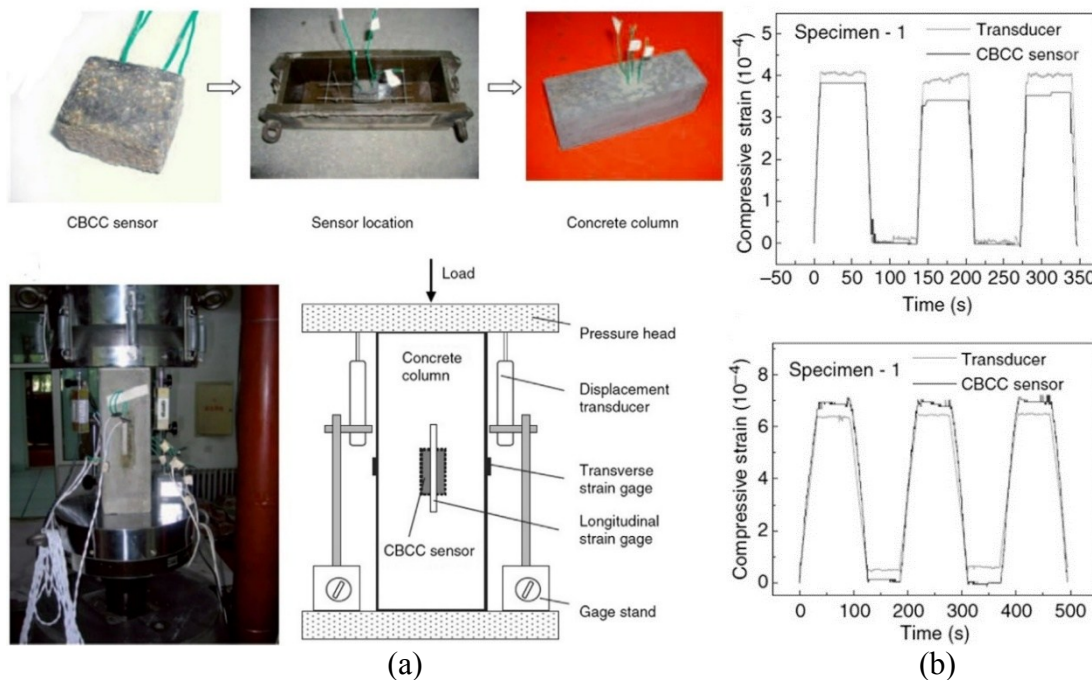 CBCC sensor
Sensor location
Concrete column
Load
Pressure head
Concrete
column
Displacement
transducer
Transverse
strain gage
Longitudinal
strain gage
CBCC sensor
Gage stand
(a)
Specimen - 1
Transducer
CBCC sensor
Compressive strain (10⁻⁴)
5
4
3
2
1
0
−50 0 50 100 150 200 250 300 350
Time (s)
Specimen - 1
Transducer
CBCC sensor
Compressive strain (10⁻⁴)
8
6
4
2
0
0 100 200 300 400 500
Time (s)
(b)